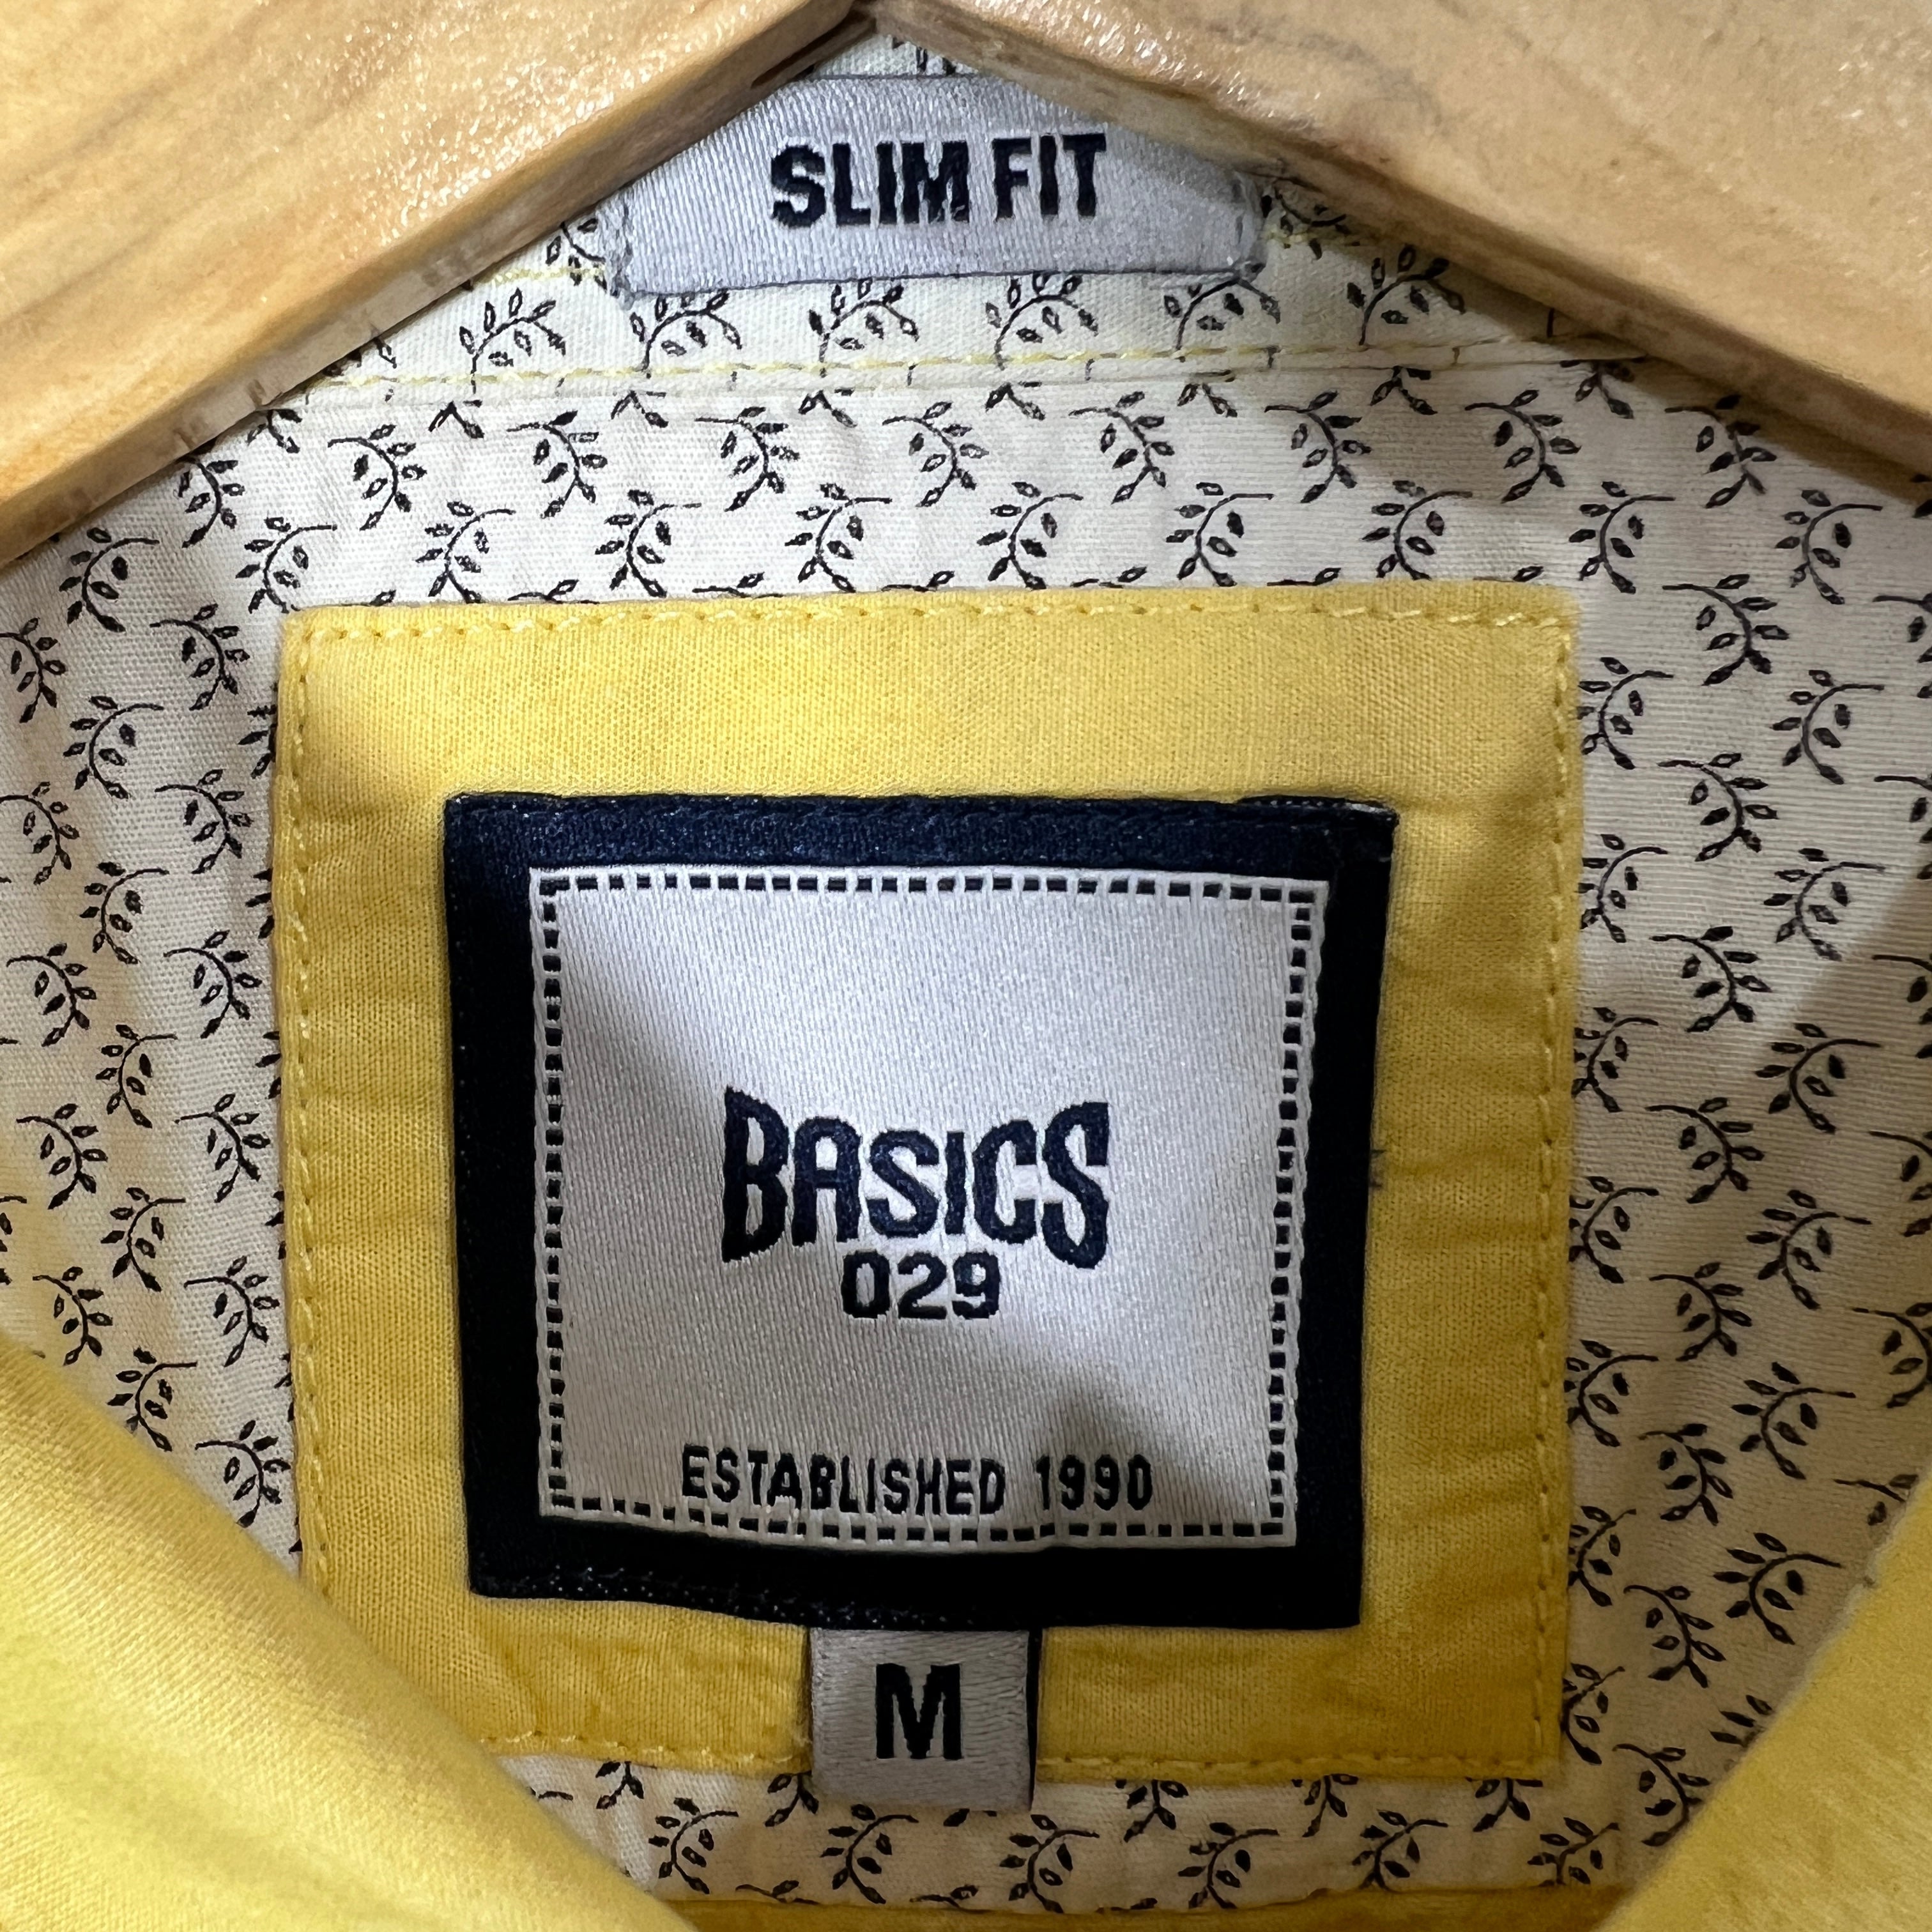 SLIM FIT
BASICS
029
ESTABLISHED 1990
M